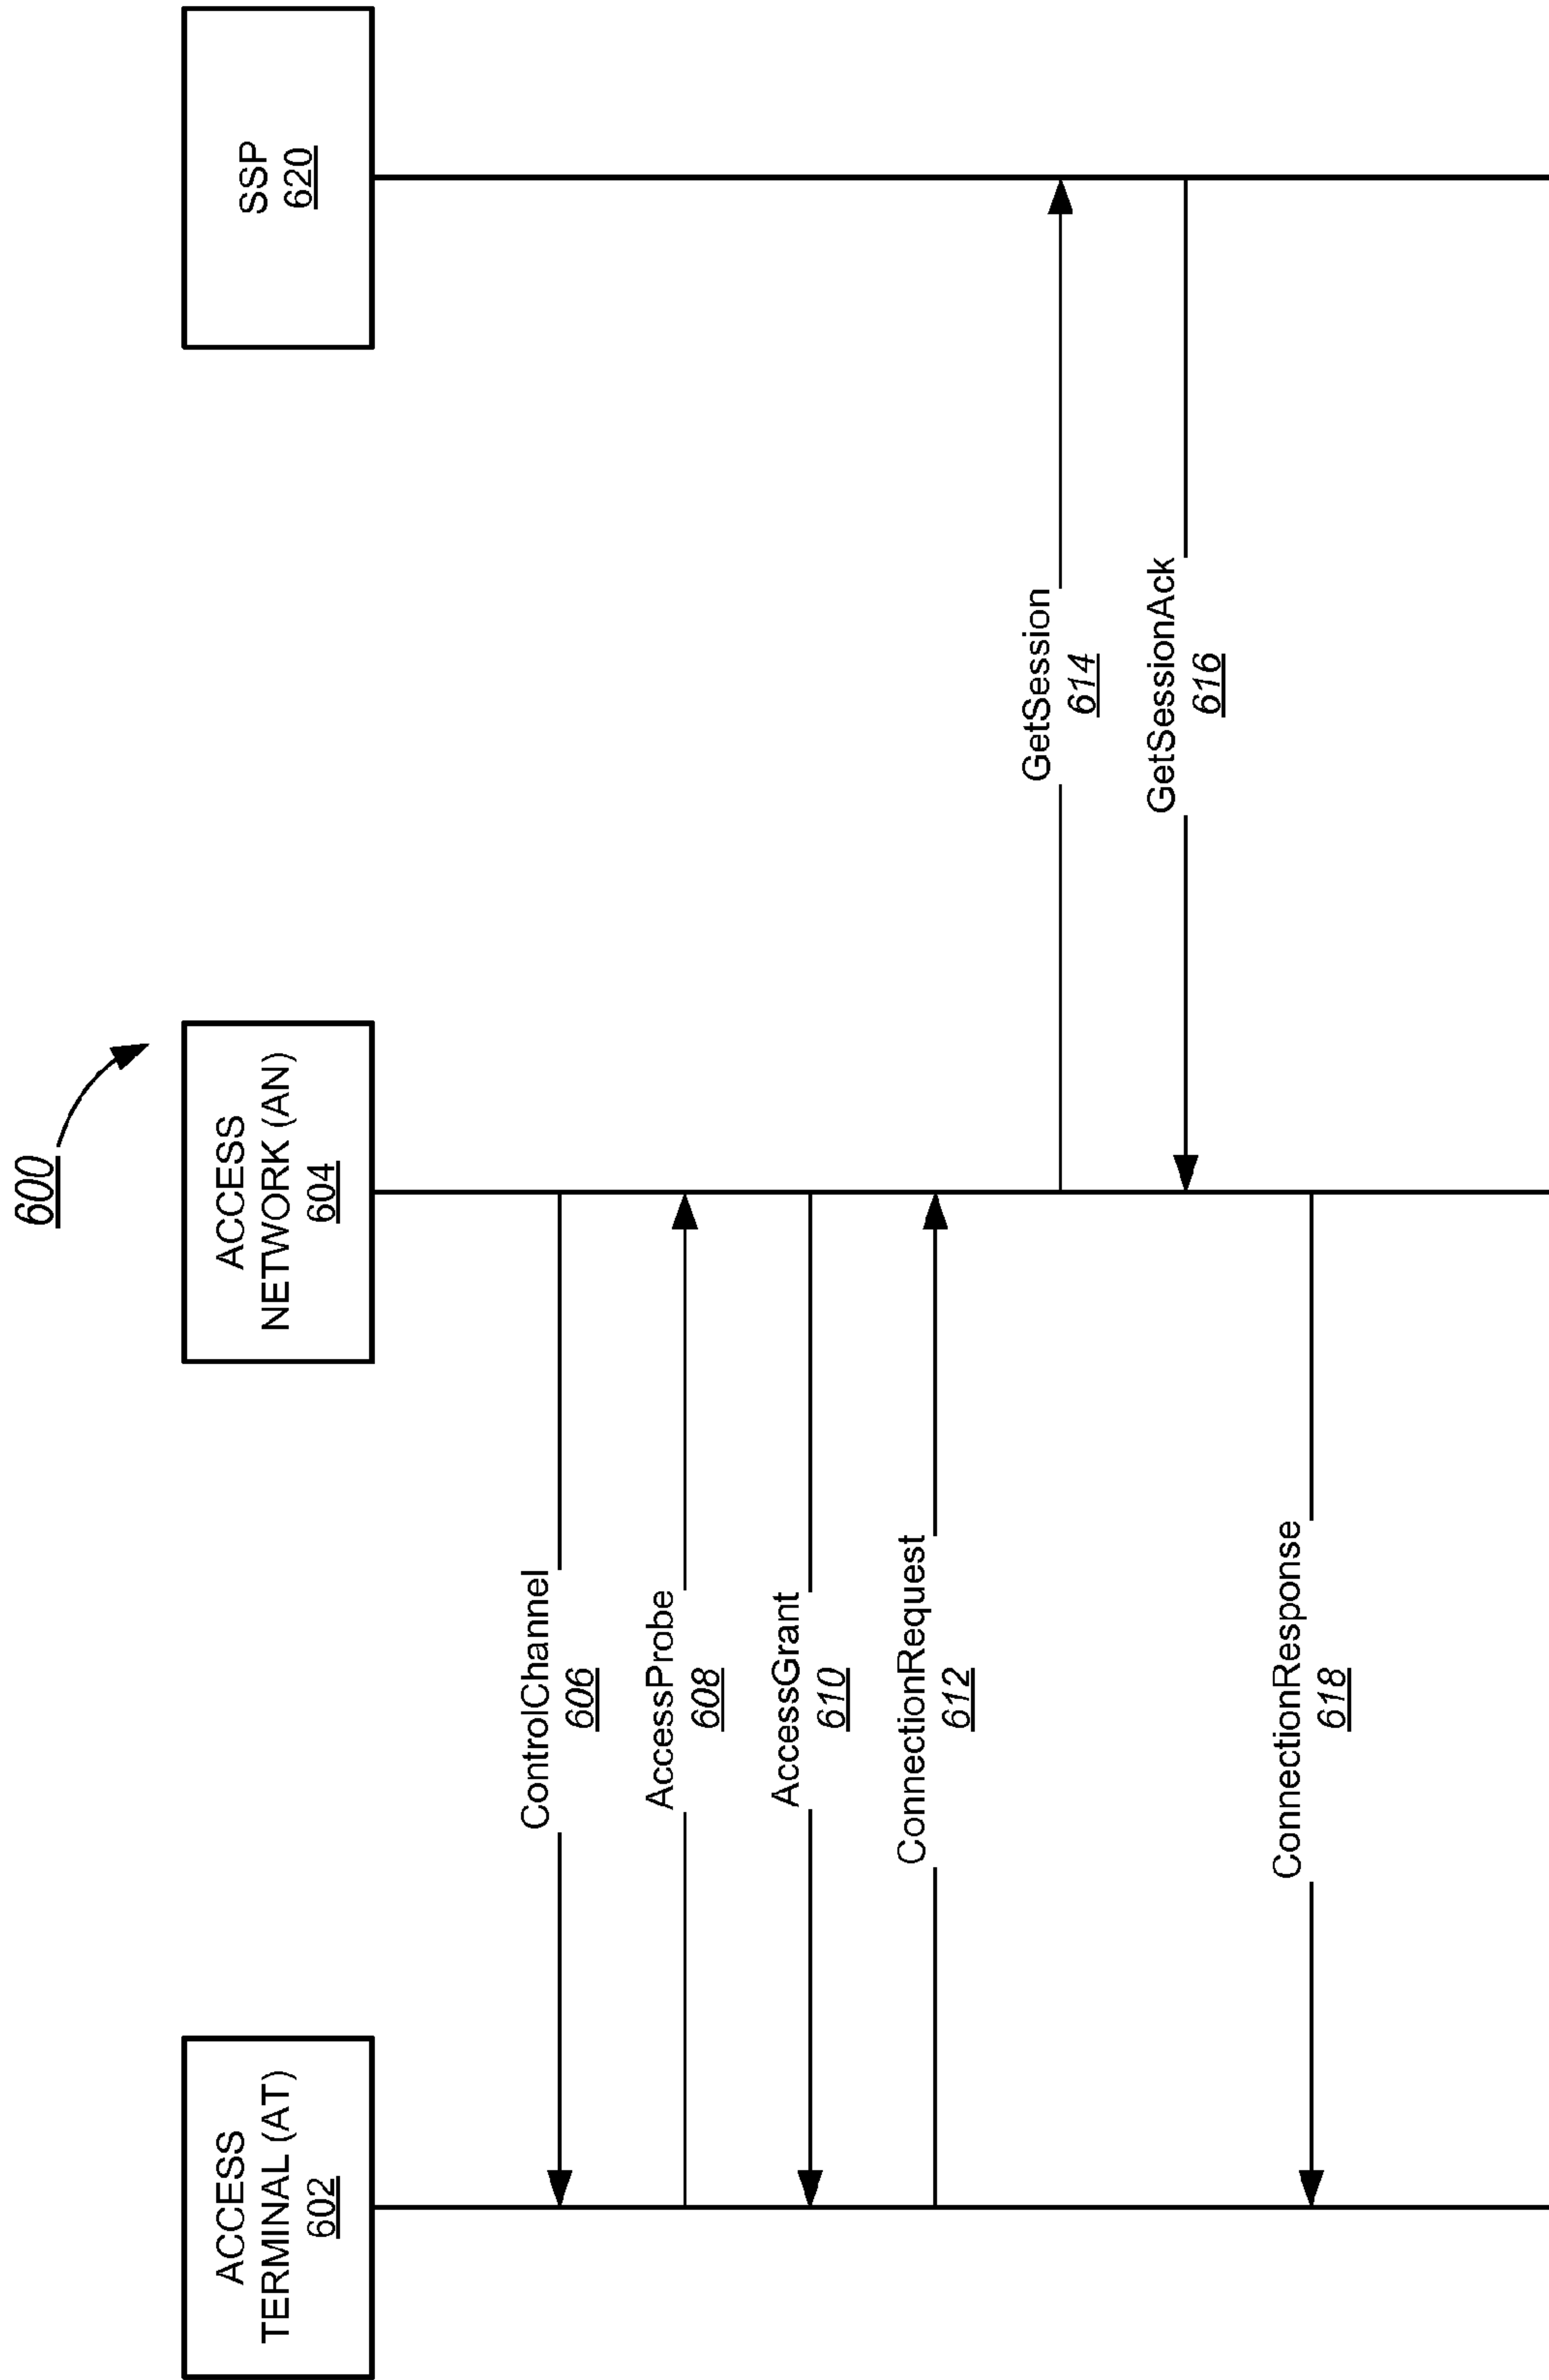 600
ACCESS
TERMINAL (AT)
602
ACCESS
NETWORK (AN)
604
SSP
620
ControlChannel
606
AccessProbe
608
AccessGrant
610
ConnectionRequest
612
GetSession
614
GetSessionAck
616
ConnectionResponse
618